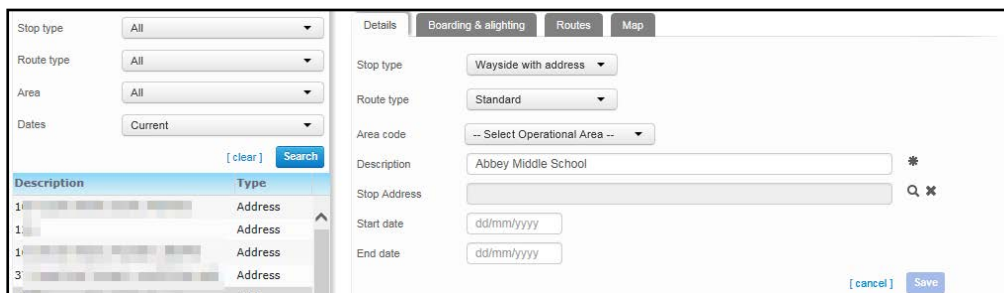 Stop type All
Route type All
Area All
Dates Current
[ clear ] Search
Description Type
Address
Address
Address
Address
Details Boarding & alighting Routes Map
Stop type Wayside with address
Route type Standard
Area code -- Select Operational Area --
Description Abbey Middle School
Stop Address
Start date dd/mm/yyyy
End date dd/mm/yyyy
[ cancel ] Save